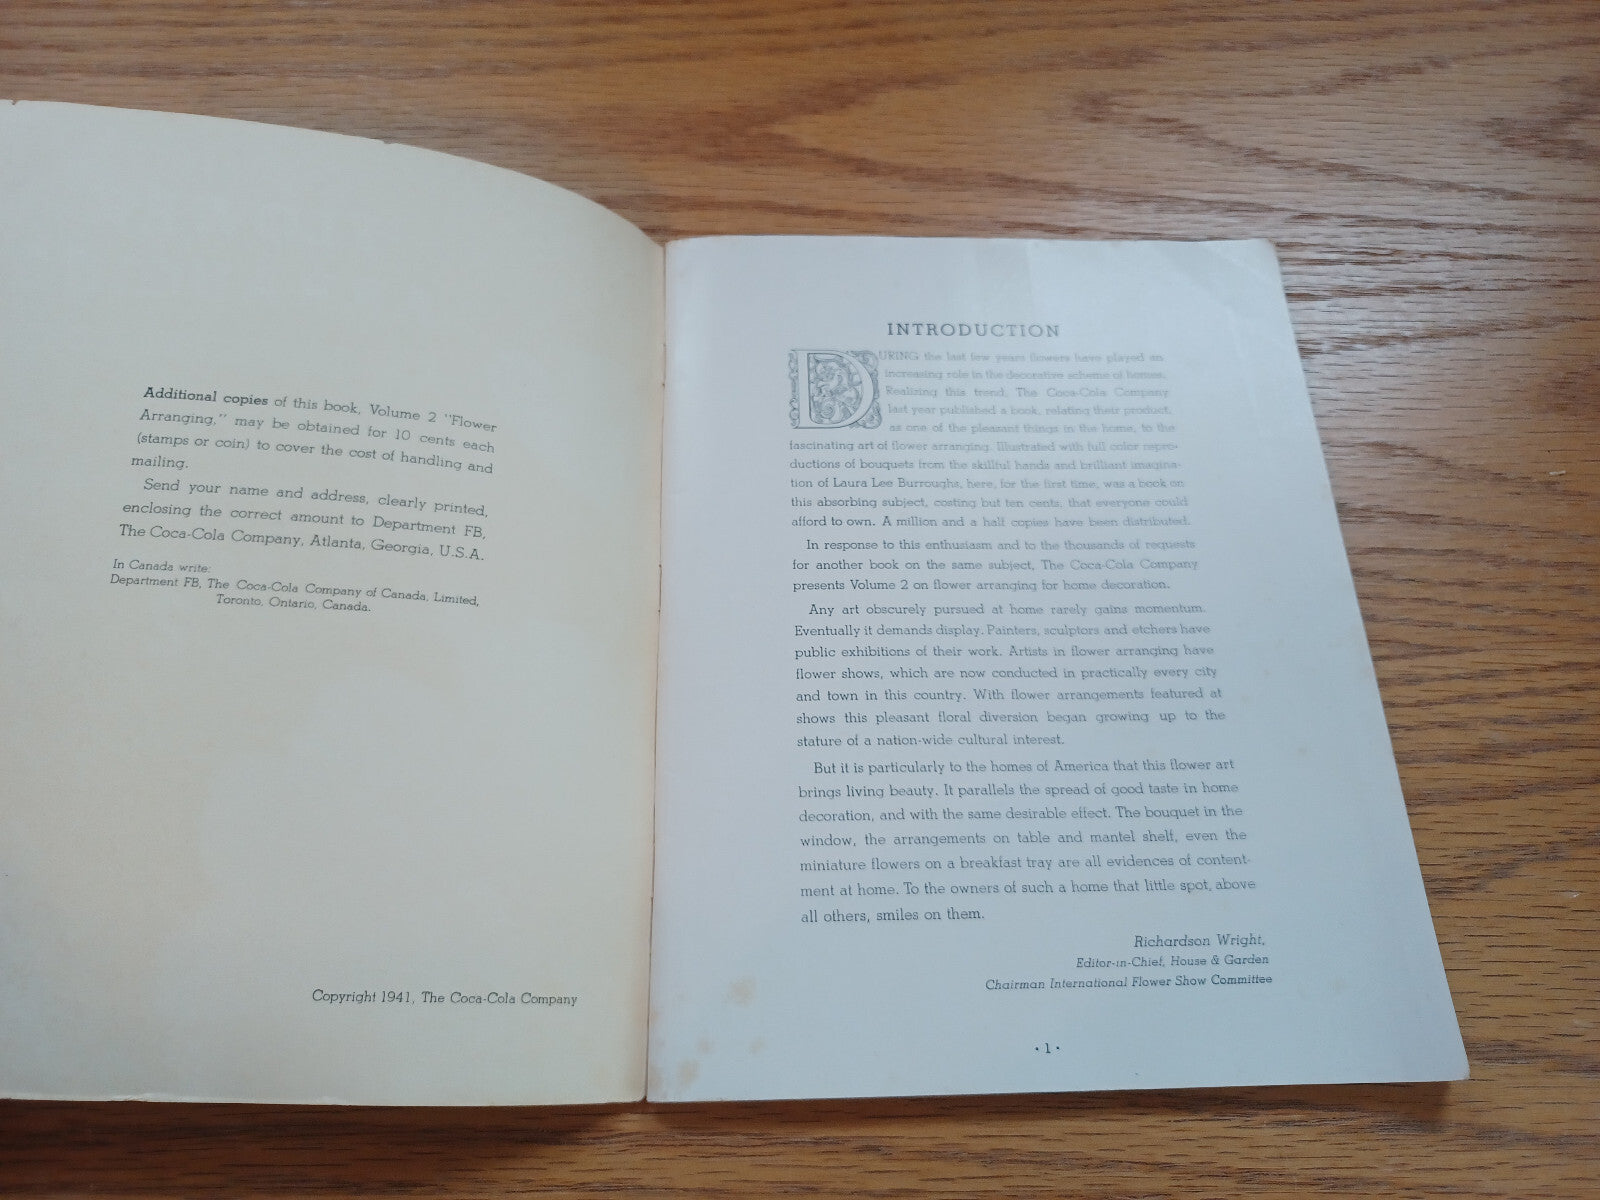 Additional copies of this book, Volume 2 "Flower
Arranging," may be obtained for 10 cents each
(stamps or coin) to cover the cost of handling and
mailing.
Send your name and address, clearly printed,
enclosing the correct amount to Department FB,
The Coca-Cola Company, Atlanta, Georgia, U.S.A.
In Canada write:
Department FB, The Coca-Cola Company of Canada, Limited,
Toronto, Ontario, Canada.
Copyright 1941, The Coca-Cola Company
INTRODUCTION
DURING the last few years flowers have played an
increasing role in the decorative scheme of homes.
Realizing this trend, The Coca-Cola Company
last year published a book, relating their product,
as one of the pleasant things in the home, to the
fascinating art of flower arranging. Illustrated with full color repro-
ductions of bouquets from the skillful hands and brilliant imagina-
tion of Laura Lee Burroughs, here, for the first time, was a book on
this absorbing subject, costing but ten cents, that everyone could
afford to own. A million and a half copies have been distributed.
In response to this enthusiasm and to the thousands of requests
for another book on the same subject, The Coca-Cola Company
presents Volume 2 on flower arranging for home decoration.
Any art obscurely pursued at home rarely gains momentum.
Eventually it demands display. Painters, sculptors and etchers have
public exhibitions of their work. Artists in flower arranging have
flower shows, which are now conducted in practically every city
and town in this country. With flower arrangements featured at
shows this pleasant floral diversion began growing up to the
stature of a nation-wide cultural interest.
But it is particularly to the homes of America that this flower art
brings living beauty. It parallels the spread of good taste in home
decoration, and with the same desirable effect. The bouquet in the
window, the arrangements on table and mantel shelf, even the
miniature flowers on a breakfast tray are all evidences of content-
ment at home. To the owners of such a home that little spot, above
all others, smiles on them.
Richardson Wright,
Editor-in-Chief, House & Garden
Chairman International Flower Show Committee
• 1 •